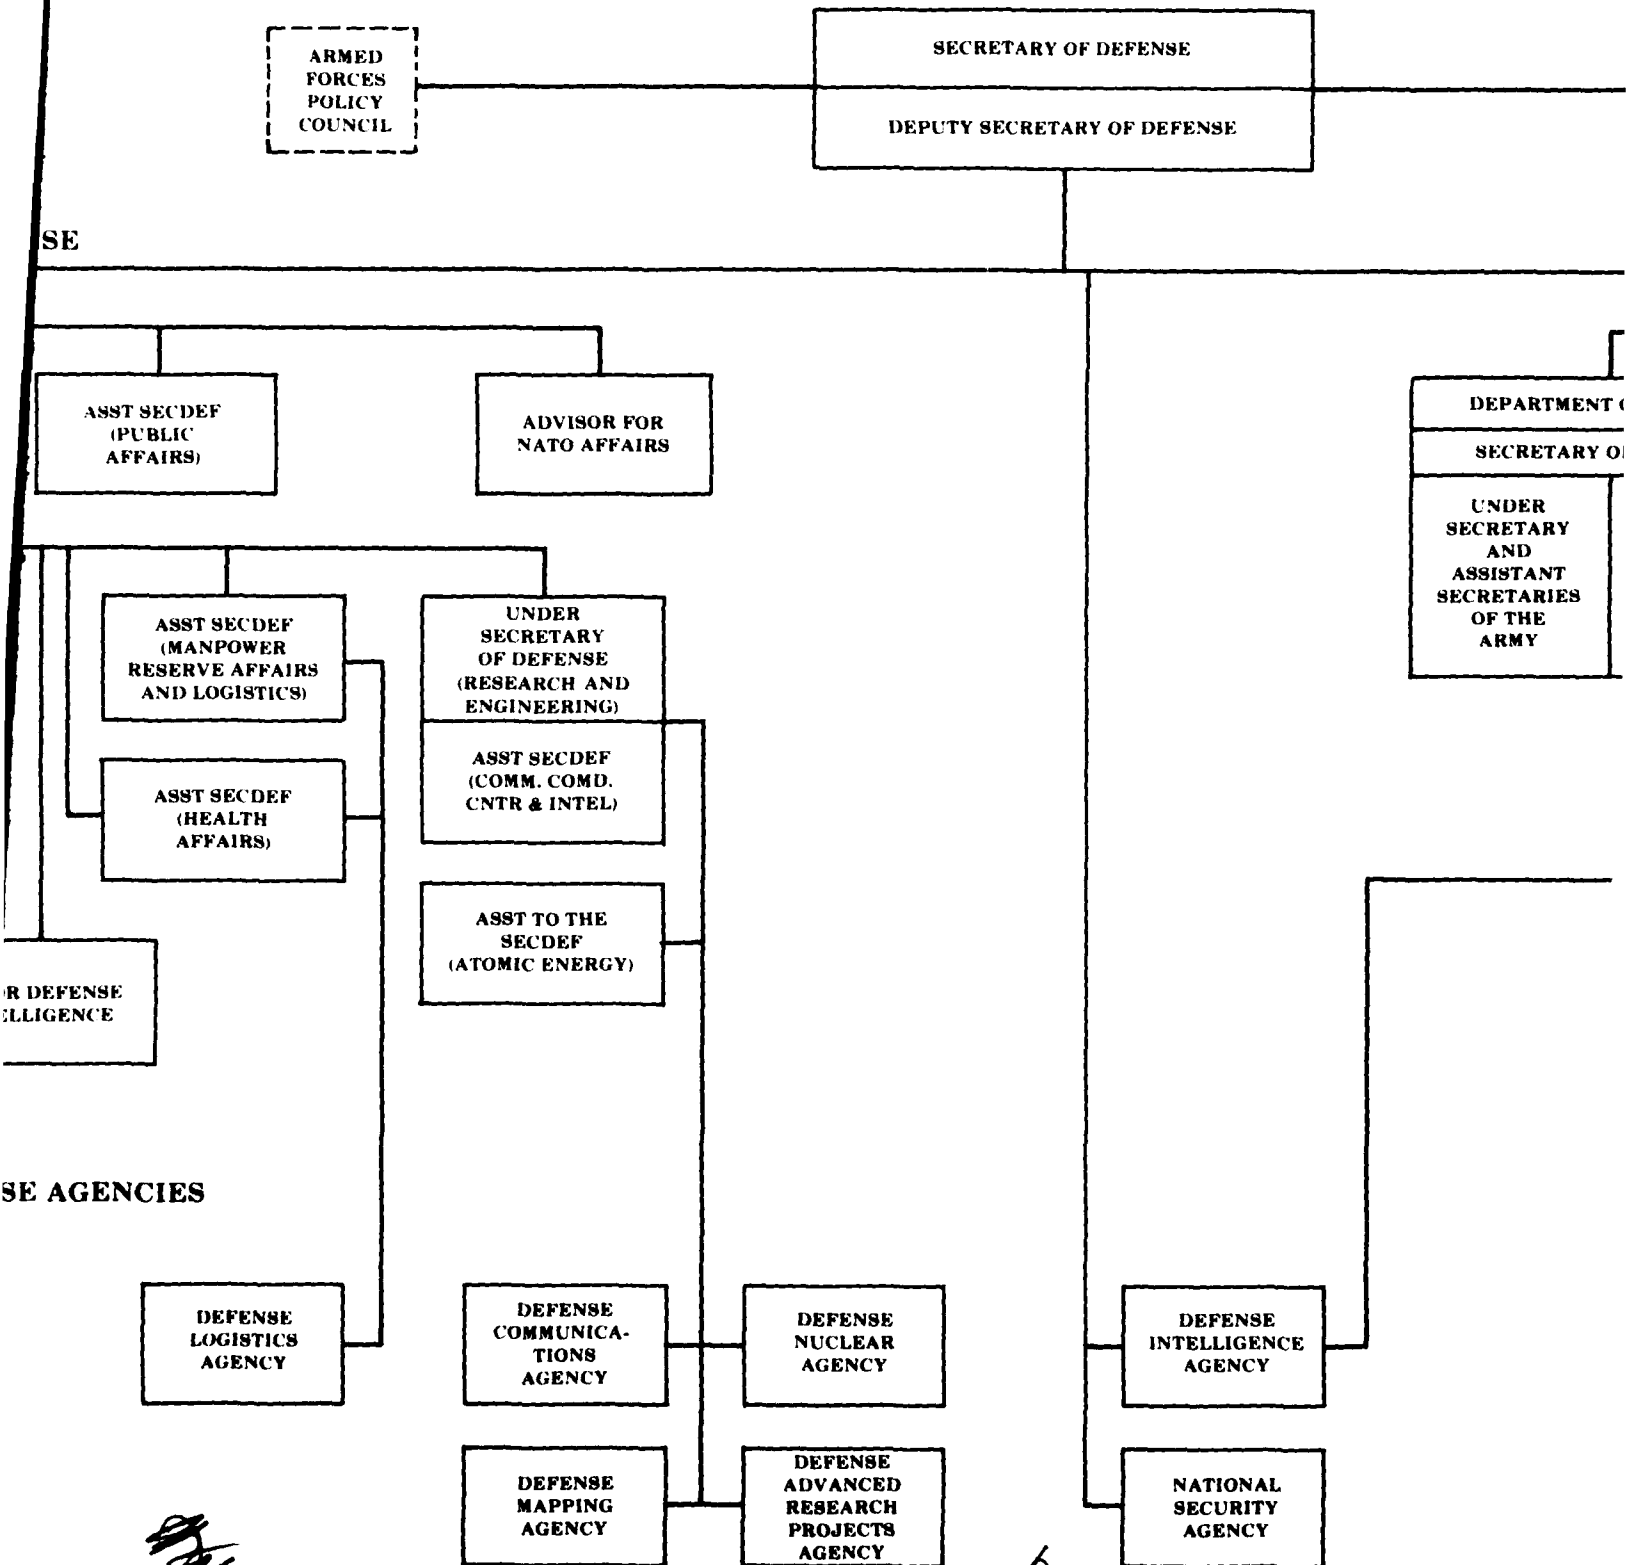 ARMED
FORCES
POLICY
COUNCIL
SECRETARY OF DEFENSE
DEPUTY SECRETARY OF DEFENSE
SE
ASST SECDEF
(PUBLIC
AFFAIRS)
ADVISOR FOR
NATO AFFAIRS
DEPARTMENT
SECRETARY
UNDER
SECRETARY
AND
ASSISTANT
SECRETARIES
OF THE
ARMY
ASST SECDEF
(MANPOWER
RESERVE AFFAIRS
AND LOGISTICS)
UNDER
SECRETARY
OF DEFENSE
(RESEARCH AND
ENGINEERING)
ASST SECDEF
(COMM. COMD.
CNTR & INTEL)
ASST SECDEF
(HEALTH
AFFAIRS)
ASST TO THE
SECDEF
(ATOMIC ENERGY)
R DEFENSE
ELLIGENCE
SE AGENCIES
DEFENSE
LOGISTICS
AGENCY
DEFENSE
COMMUNICA-
TIONS
AGENCY
DEFENSE
NUCLEAR
AGENCY
DEFENSE
INTELLIGENCE
AGENCY
DEFENSE
MAPPING
AGENCY
DEFENSE
ADVANCED
RESEARCH
PROJECTS
AGENCY
NATIONAL
SECURITY
AGENCY